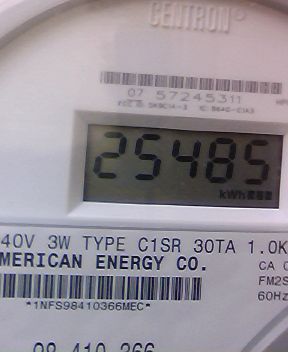 CENTRON®
07 57245311
25485
kWh
40V 3W TYPE C1SR 30TA 1.0K
MERICAN ENERGY CO.
CA
FM2S
60Hz
*1NFS98410366MEC*
98 410 366